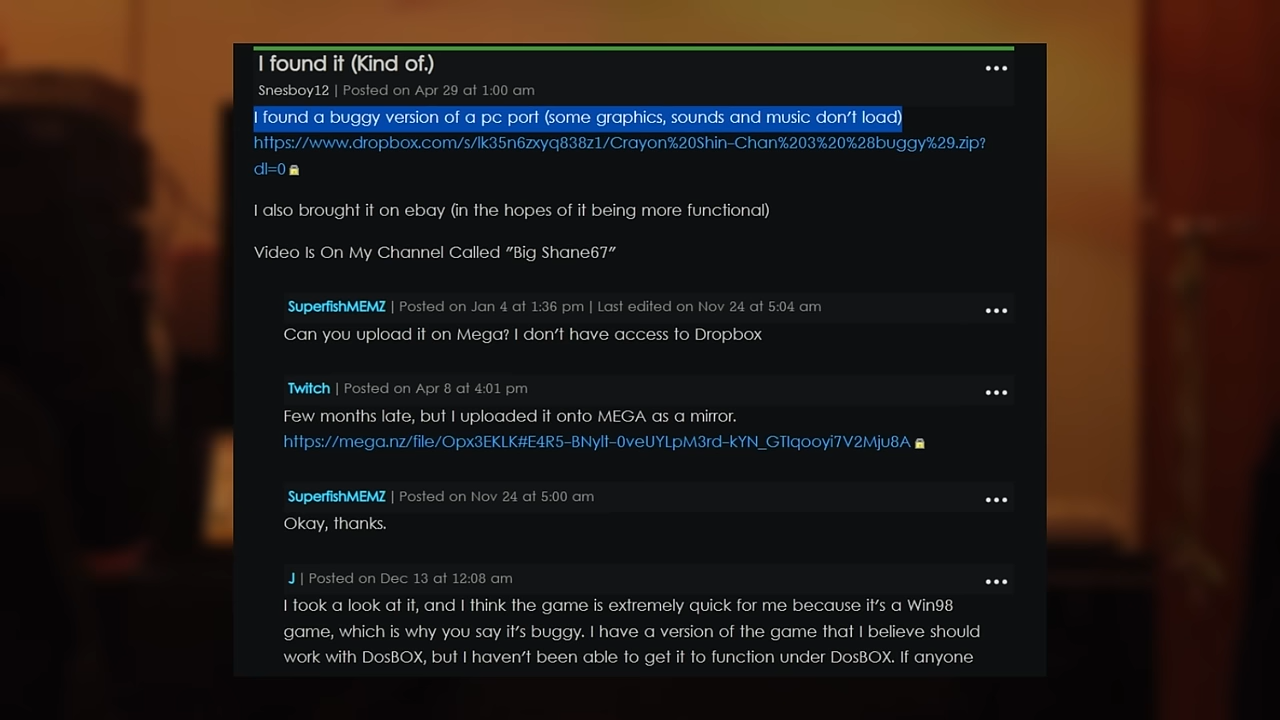 I found it (Kind of.)
Snesboy12 | Posted on Apr 29 at 1:00 am
I found a buggy version of a pc port (some graphics, sounds and music don't load)
https://www.dropbox.com/s/lk35n6zxyq838z1/Crayon%20Shin-Chan%203%20%28buggy%29.zip?
dl=0
I also brought it on ebay (in the hopes of it being more functional)
Video Is On My Channel Called "Big Shane67"
SuperfishMEMZ | Posted on Jan 4 at 1:36 pm | Last edited on Nov 24 at 5:04 am
Can you upload it on Mega? I don't have access to Dropbox
Twitch | Posted on Apr 8 at 4:01 pm
Few months late, but I uploaded it onto MEGA as a mirror.
https://mega.nz/file/Opx3EKLK#E4R5-BNylt-0veUYLpM3rd-kYN_GTIqooyi7V2Mju8A
SuperfishMEMZ | Posted on Nov 24 at 5:00 am
Okay, thanks.
J | Posted on Dec 13 at 12:08 am
I took a look at it, and I think the game is extremely quick for me because it's a Win98
game, which is why you say it's buggy. I have a version of the game that I believe should
work with DosBOX, but I haven't been able to get it to function under DosBOX. If anyone